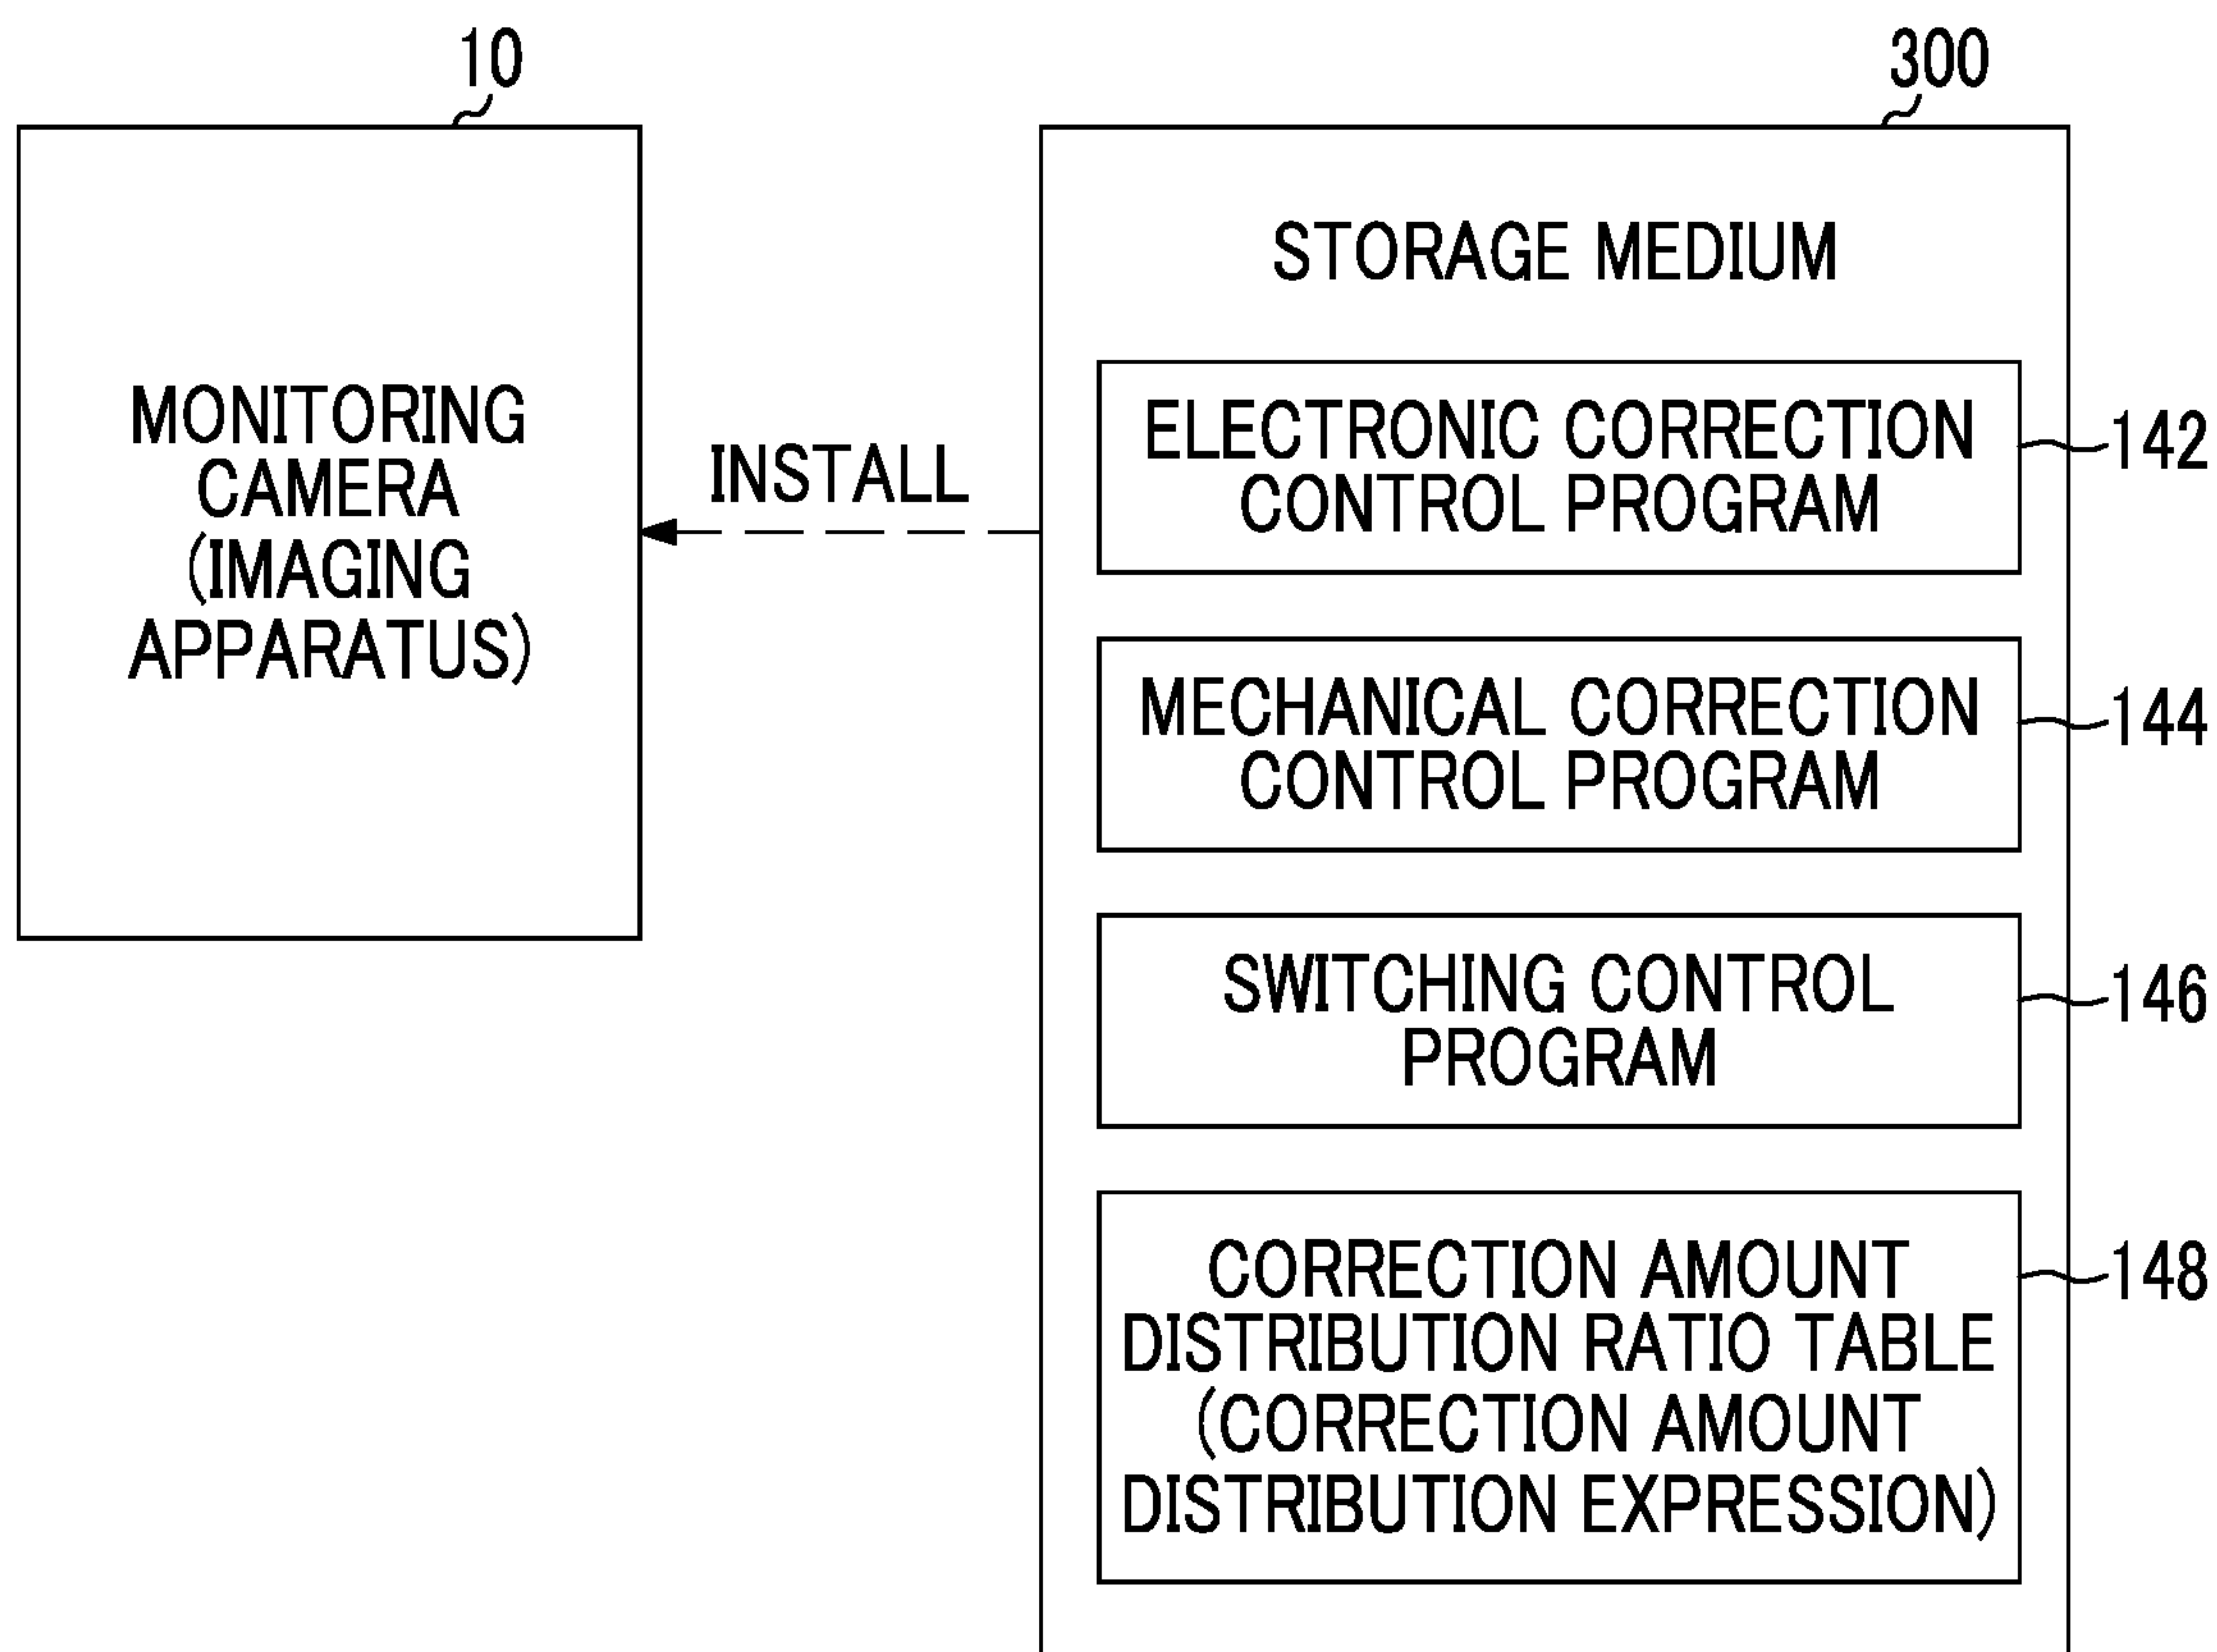 10
MONITORING
CAMERA
(IMAGING
APPARATUS)
INSTALL
300
STORAGE MEDIUM
ELECTRONIC CORRECTION
CONTROL PROGRAM
142
MECHANICAL CORRECTION
CONTROL PROGRAM
144
SWITCHING CONTROL
PROGRAM
146
CORRECTION AMOUNT
DISTRIBUTION RATIO TABLE
(CORRECTION AMOUNT
DISTRIBUTION EXPRESSION)
148